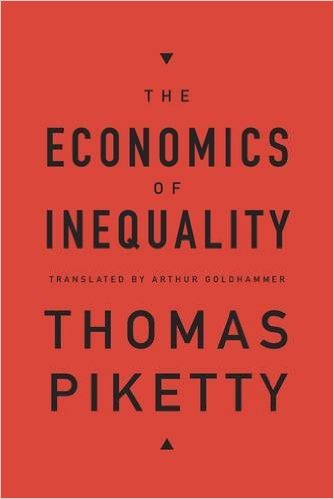 THE
ECONOMICS
OF
INEQUALITY
TRANSLATED BY ARTHUR GOLDHAMMER
THOMAS
PIKETTY